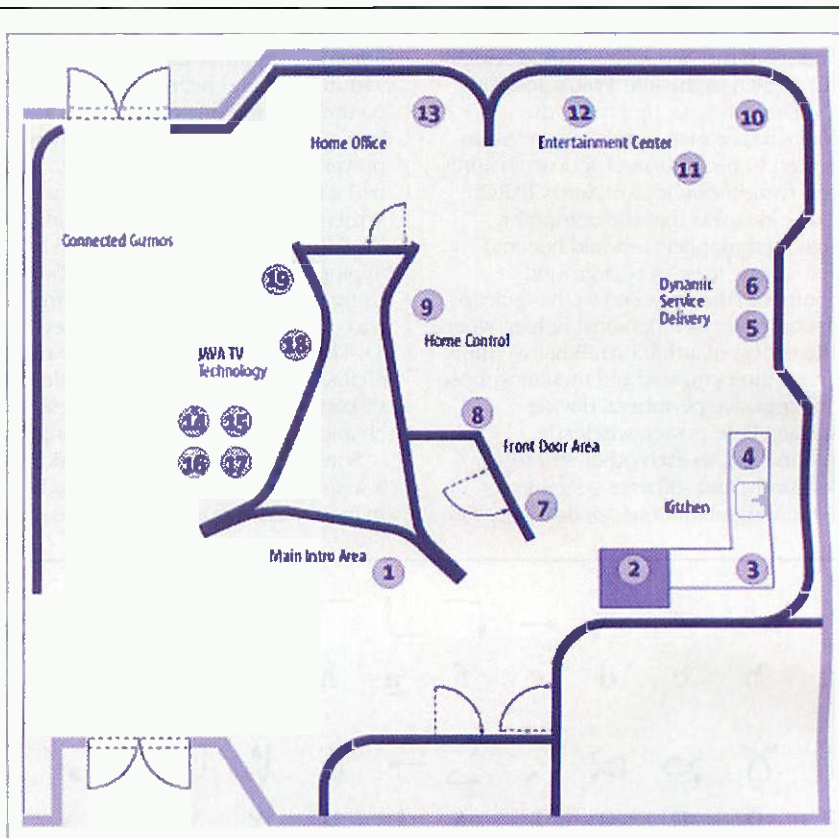 13
12
10
Home Office
Entertainment Center
11
Connected Gizmos
19
9
Dynamic
Service
Delivery
6
5
Home Control
18
JAVA TV
Technology
14
15
16
17
8
Front Door Area
4
7
Kitchen
Main Intro Area
1
2
3